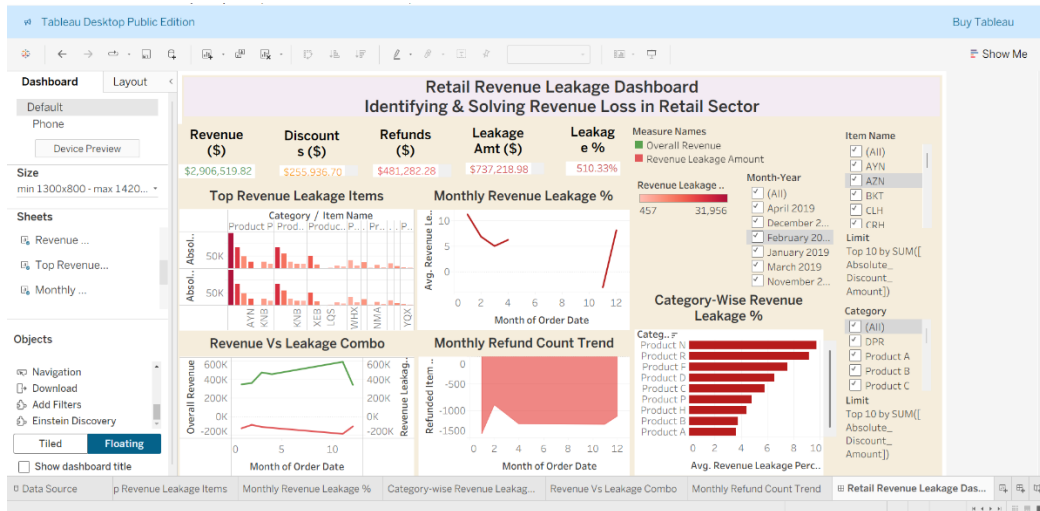 Tableau Desktop Public Edition
Buy Tableau
Show Me
Dashboard
Layout
Default
Phone
Device Preview
Size
min 1300x800 - max 1420...
Sheets
Revenue ...
Top Revenue...
Monthly ...
Objects
Navigation
Download
Add Filters
Einstein Discovery
Tiled
Floating
Show dashboard title
Retail Revenue Leakage Dashboard
Identifying & Solving Revenue Loss in Retail Sector
Revenue
($)
$2,906,519.82
Discount
s ($)
$255,936.70
Refunds
($)
$481,282.28
Leakage
Amt ($)
$737,218.98
Leakag
e %
510.33%
Measure Names
Overall Revenue
Revenue Leakage Amount
Revenue Leakage ..
457
31,956
Month-Year
(All)
April 2019
December 2...
February 20...
January 2019
March 2019
November 2...
Item Name
(All)
AYN
AZN
BKT
CLH
CRH
Limit
Top 10 by SUM([
Absolute_
Discount_
Amount])
Category
(All)
DPR
Product A
Product B
Product C
Limit
Top 10 by SUM([
Absolute_
Discount_
Amount])
Top Revenue Leakage Items
Category / Item Name
Product P
Prod..
Produc..
P..
Pr..
P..
Absol..
50K
Absol..
50K
AYN
KNB
KNB
XEB
LQS
WHX
NMA
YQX
Monthly Revenue Leakage %
Avg. Revenue Le..
10
5
0
0 2 4 6 8 10 12
Month of Order Date
Revenue Vs Leakage Combo
Overall Revenue
600K
400K
200K
0K
-200K
600K
400K
200K
0K
-200K
Revenue Leakag..
0 5 10
Month of Order Date
Monthly Refund Count Trend
Refunded Item ..
0
-500
-1000
-1500
0 2 4 6 8 10 12
Month of Order Date
Category-Wise Revenue
Leakage %
Categ..
Product N
Product R
Product F
Product D
Product C
Product P
Product H
Product B
Product A
0 2 4 6 8 10
Avg. Revenue Leakage Perc..
Data Source
p Revenue Leakage Items
Monthly Revenue Leakage %
Category-wise Revenue Leakag...
Revenue Vs Leakage Combo
Monthly Refund Count Trend
Retail Revenue Leakage Das...